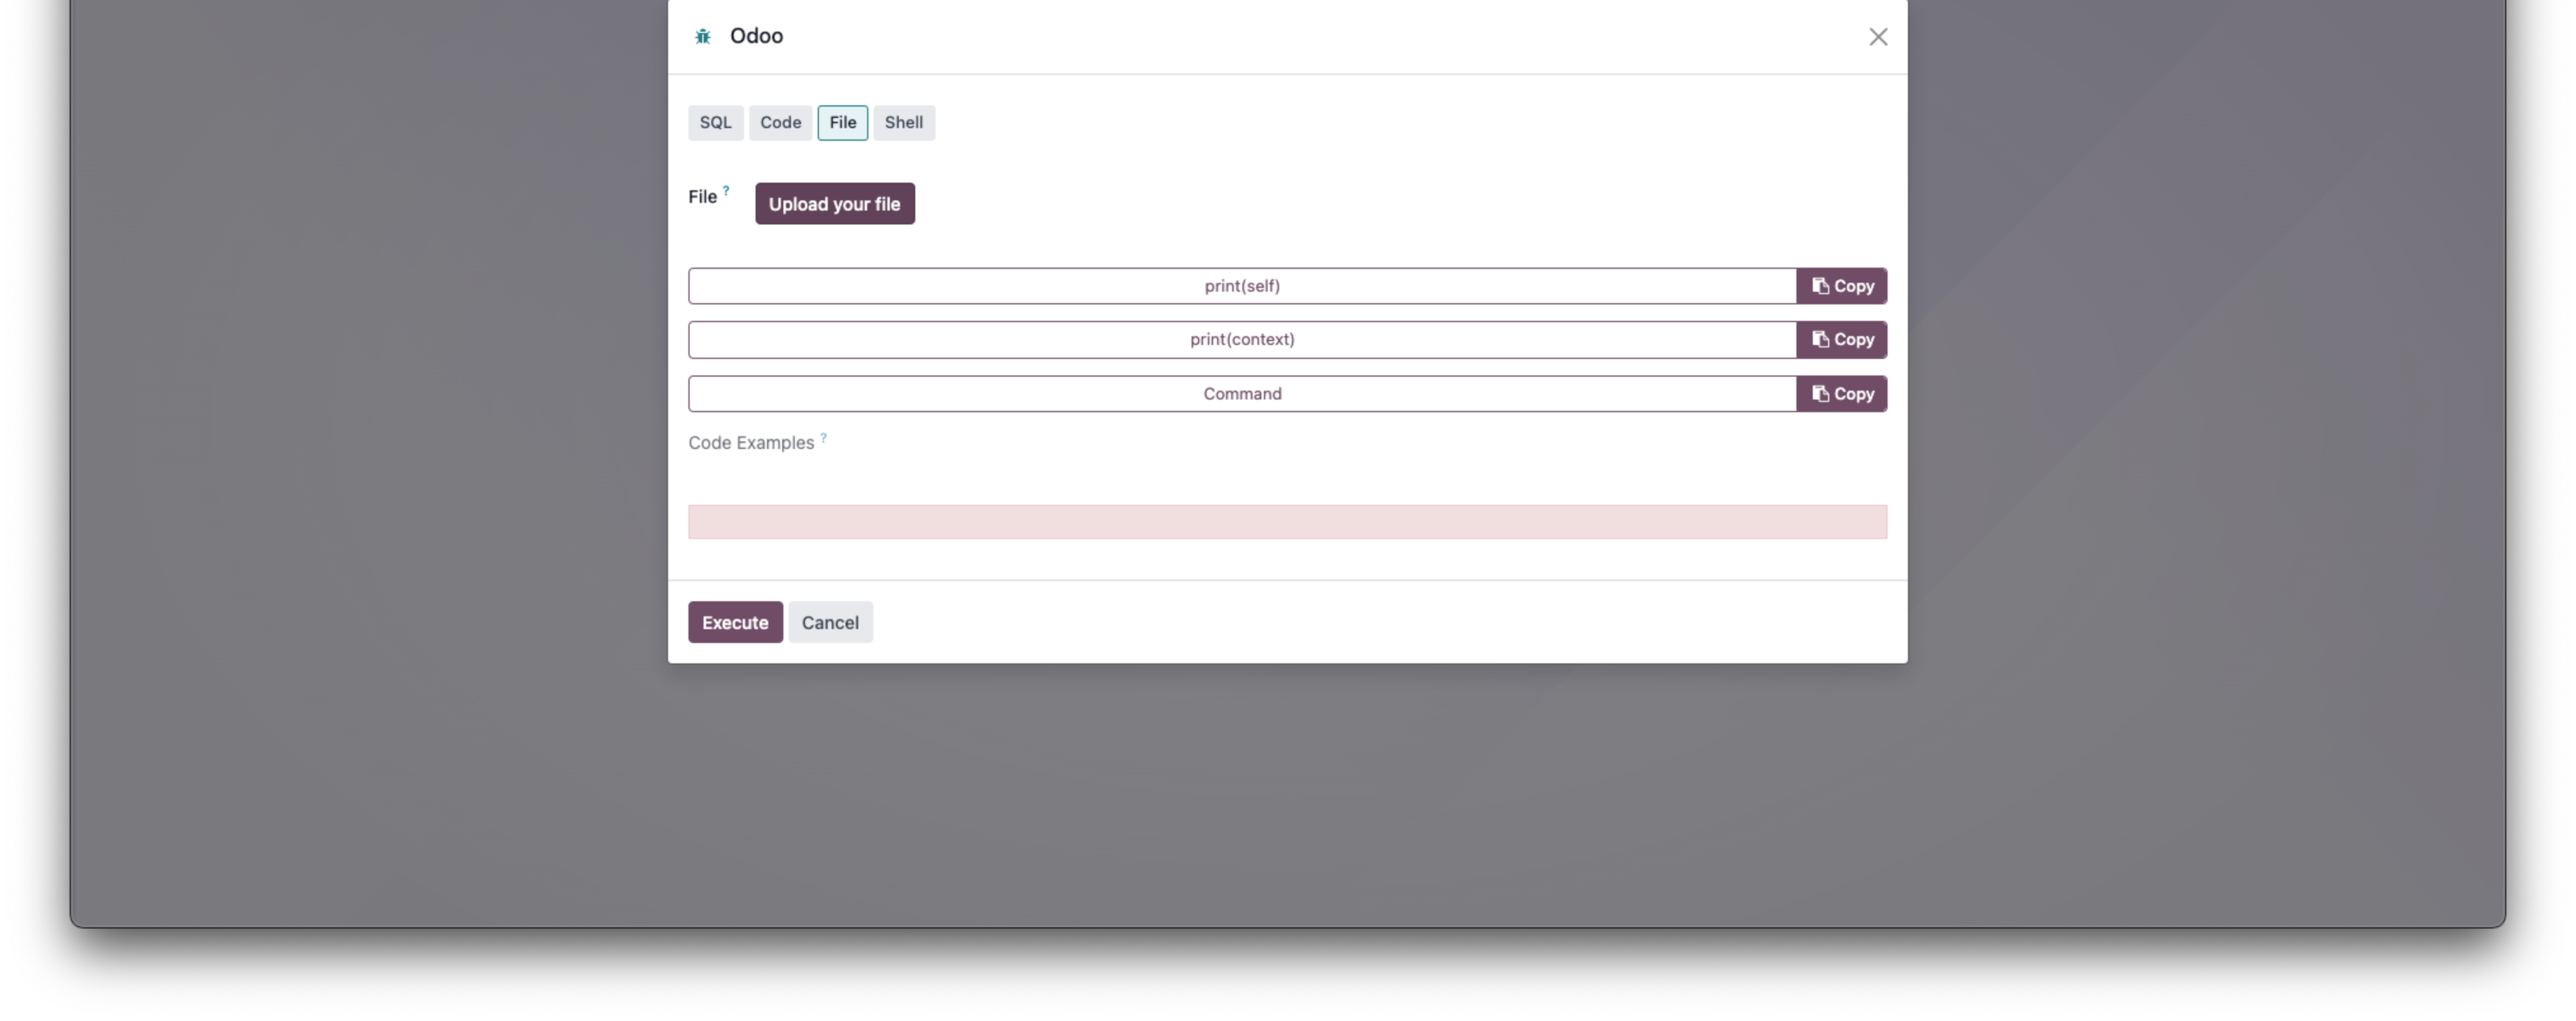 Odoo
SQL Code File Shell
File ? Upload your file
print(self) Copy
print(context) Copy
Command Copy
Code Examples ?
Execute Cancel